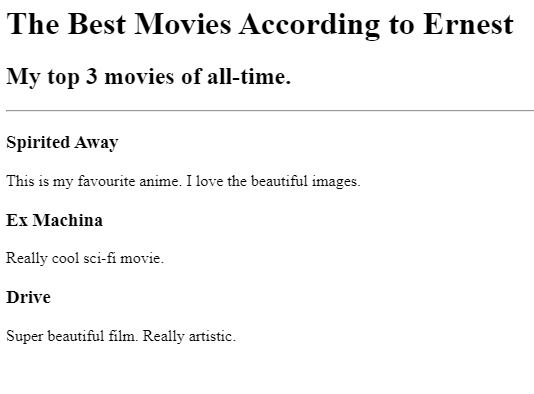 The Best Movies According to Ernest
My top 3 movies of all-time.
Spirited Away
This is my favourite anime. I love the beautiful images.
Ex Machina
Really cool sci-fi movie.
Drive
Super beautiful film. Really artistic.